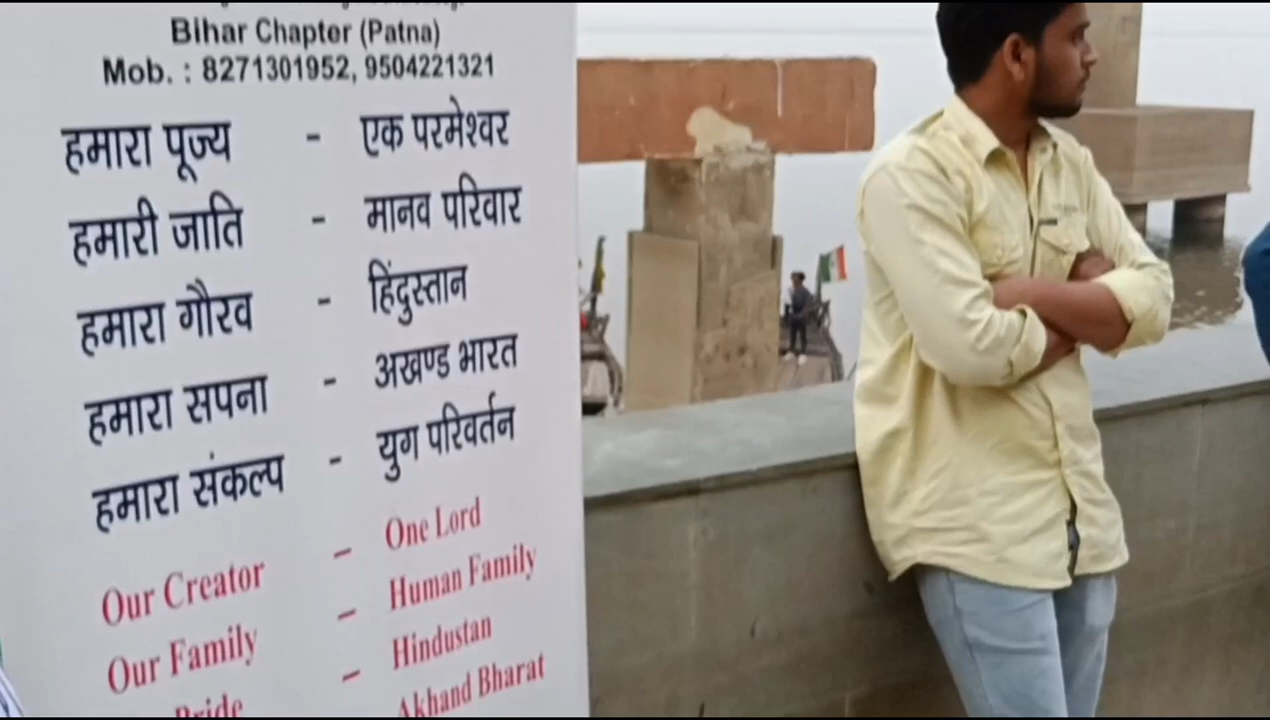 Bihar Chapter (Patna)
Mob. : 8271301952, 9504221321
हमारा पूज्य - एक परमेश्वर
हमारी जाति - मानव परिवार
हमारा गौरव - हिंदुस्तान
हमारा सपना - अखण्ड भारत
हमारा संकल्प - युग परिवर्तन
Our Creator - One Lord
Our Family - Human Family
Pride - Hindustan
Akhand Bharat